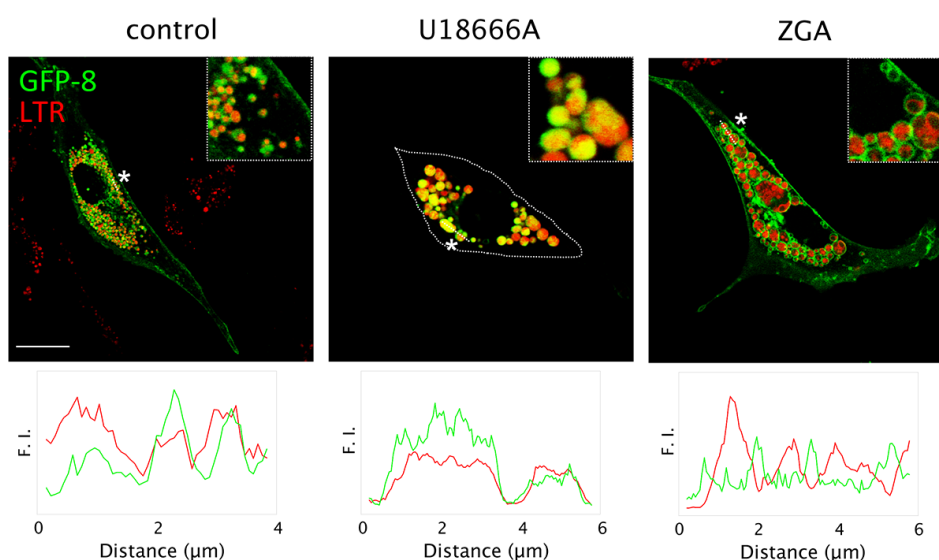 control
U18666A
ZGA
GFP-8
LTR
*
*
*
F. I.
F. I.
F. I.
0 2 4
0 2 4 6
0 2 4 6
Distance (µm)
Distance (µm)
Distance (µm)